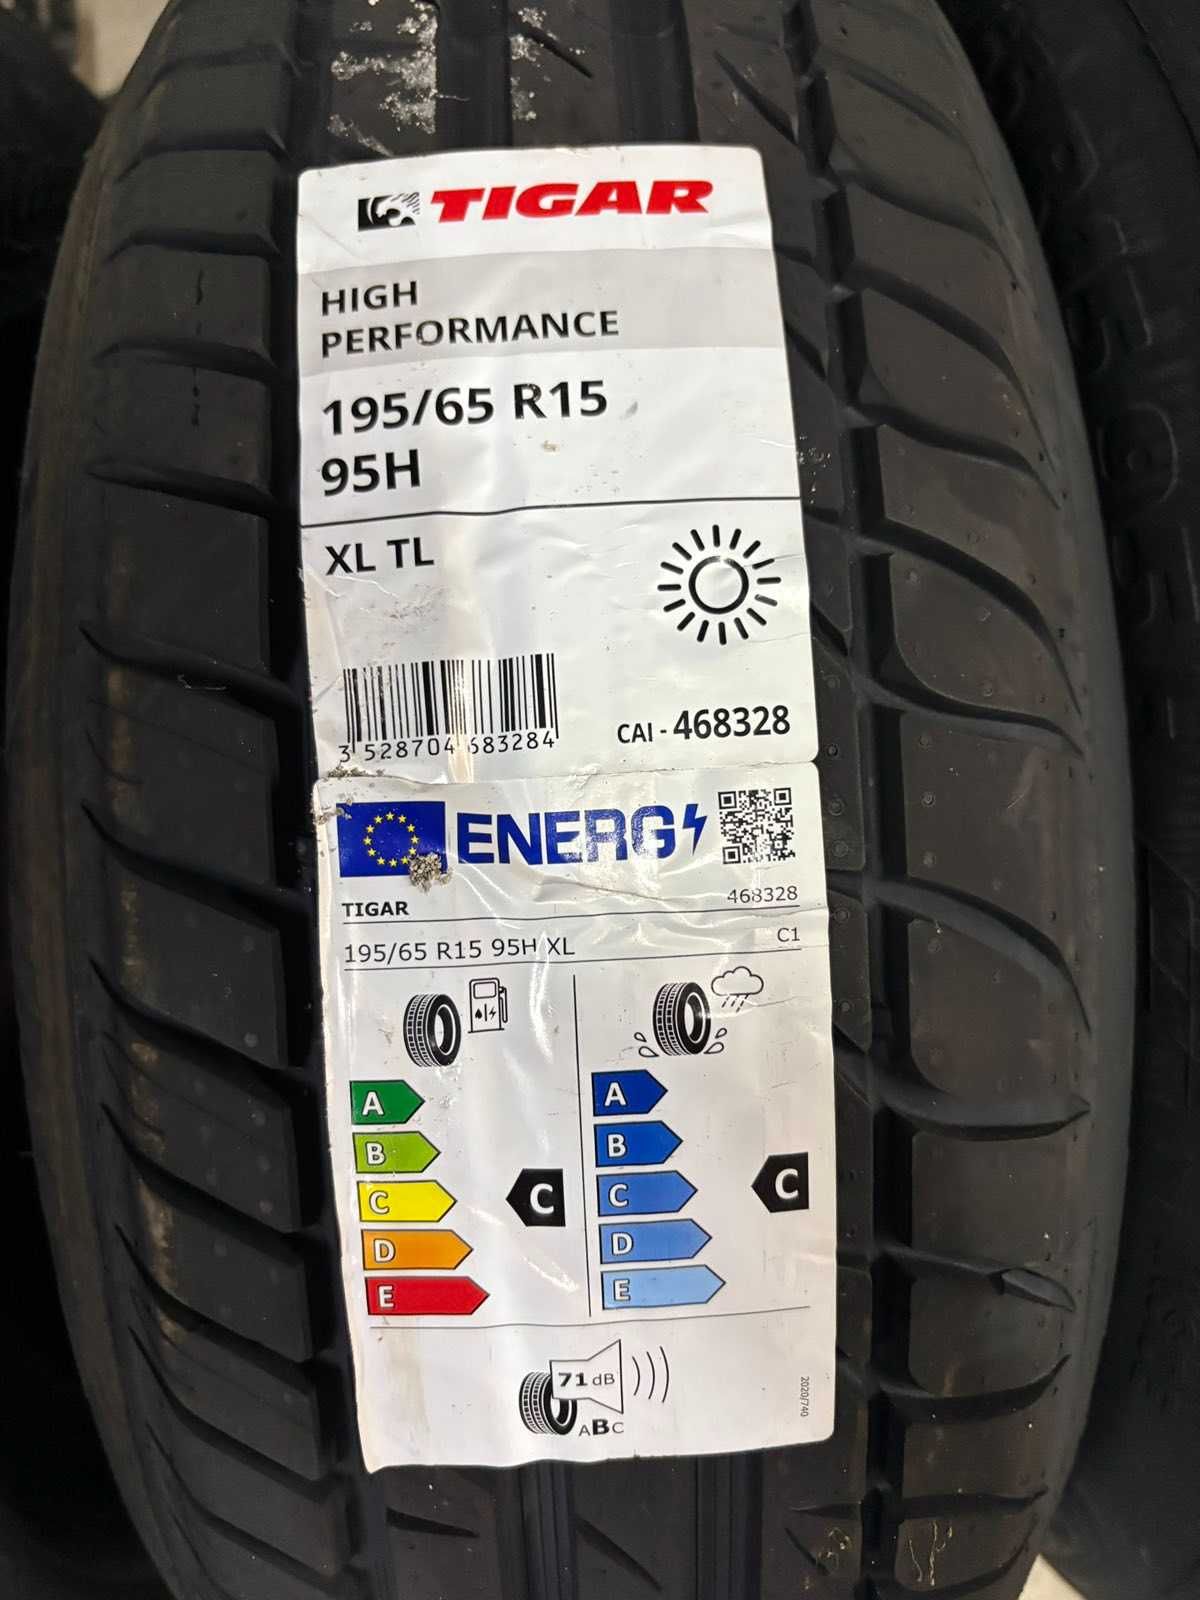 TIGAR
HIGH
PERFORMANCE
195/65 R15
95H
XL TL
3 528704 683284
CAI - 468328
ENERG
TIGAR
468328
195/65 R15 95H XL
C1
A
B
C
D
E
C
A
B
C
D
E
C
71 dB
ABC
2020/740